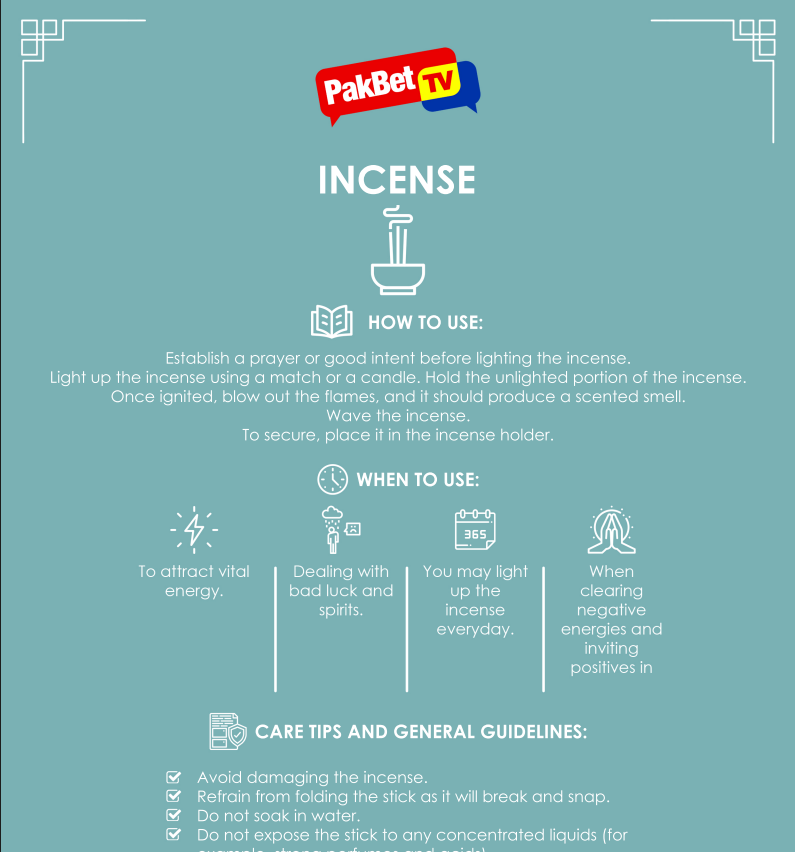 PakBet TV
INCENSE
HOW TO USE:
Establish a prayer or good intent before lighting the incense.
Light up the incense using a match or a candle. Hold the unlighted portion of the incense.
Once ignited, blow out the flames, and it should produce a scented smell.
Wave the incense.
To secure, place it in the incense holder.
WHEN TO USE:
To attract vital
energy.
Dealing with
bad luck and
spirits.
365
You may light
up the
incense
everyday.
When
clearing
negative
energies and
inviting
positives in
CARE TIPS AND GENERAL GUIDELINES:
Avoid damaging the incense.
Refrain from folding the stick as it will break and snap.
Do not soak in water.
Do not expose the stick to any concentrated liquids (for
example, strong perfumes and acids)